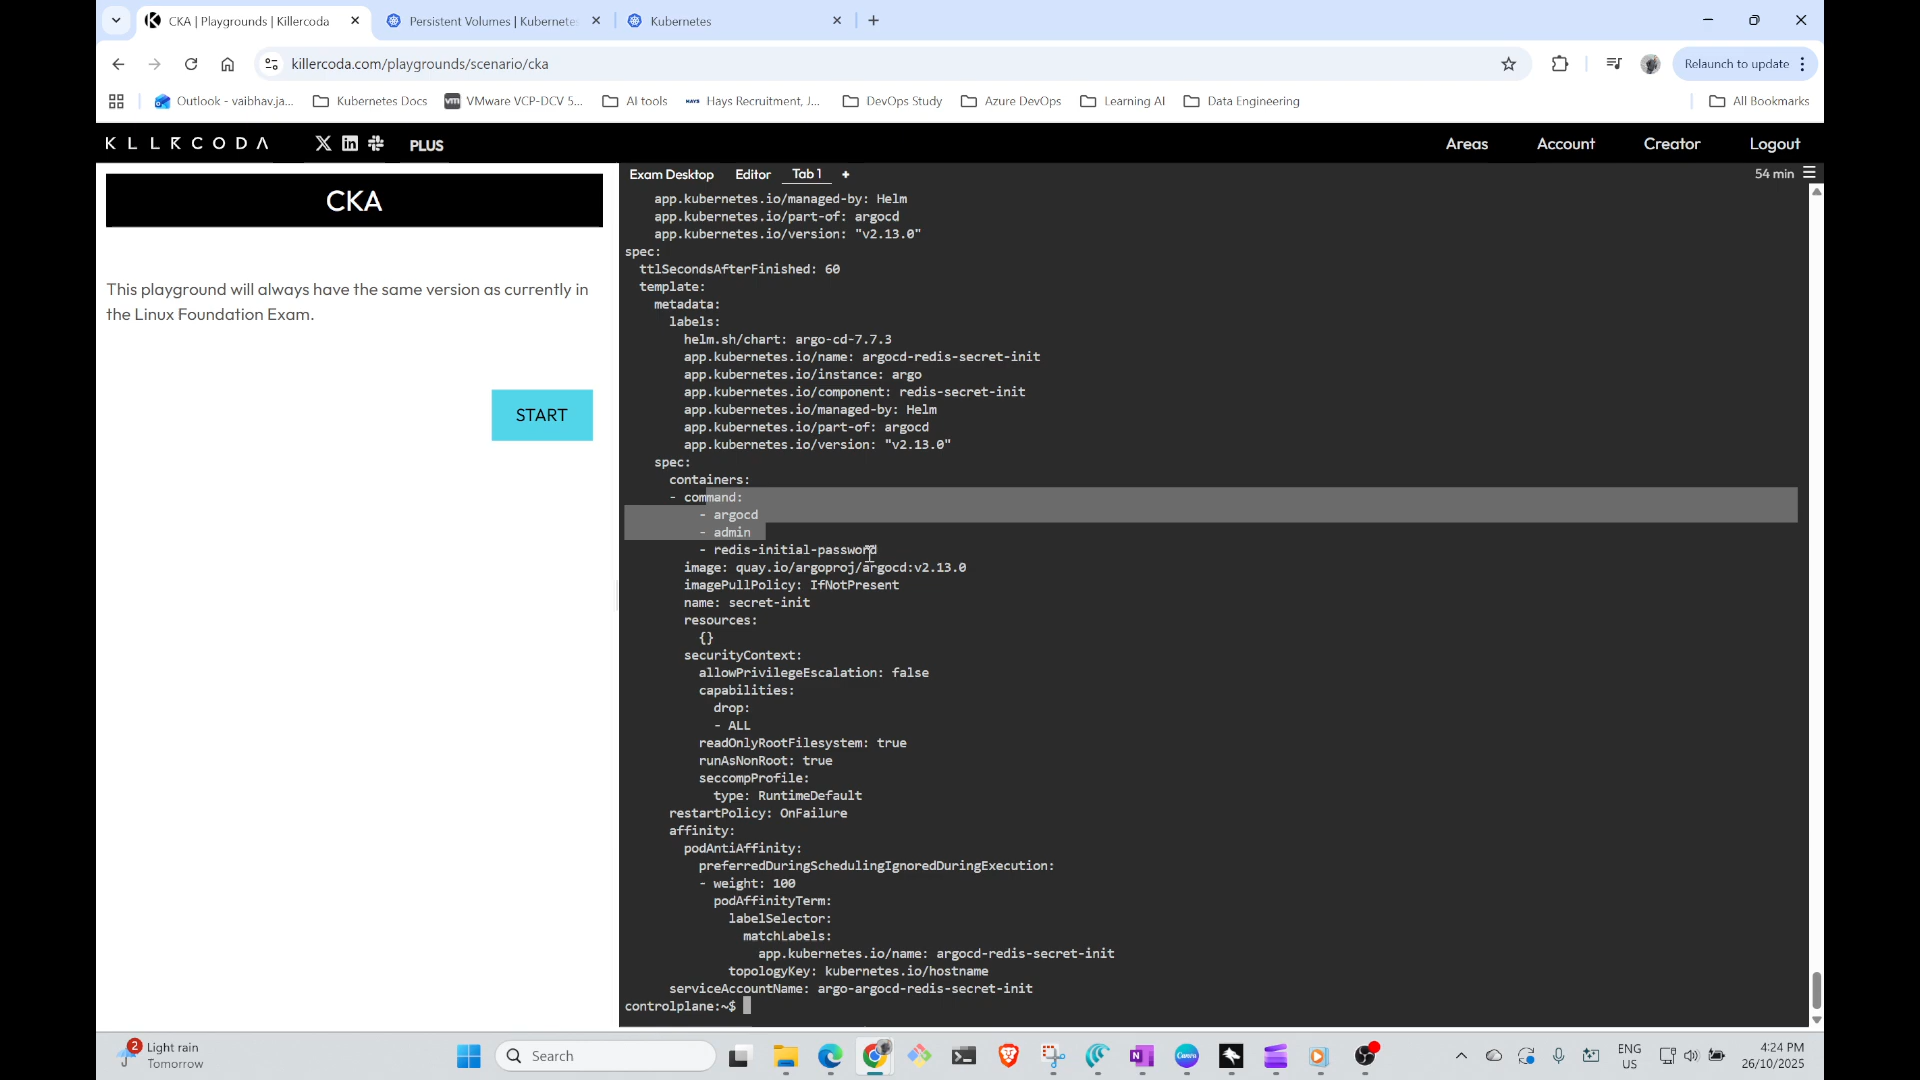 CKA | Playgrounds | Killercoda
Persistent Volumes | Kubernetes
Kubernetes
killercoda.com/playgrounds/scenario/cka
Relaunch to update
Outlook - vaibhav.ja...
Kubernetes Docs
VMware VCP-DCV 5...
AI tools
Hays Recruitment, J...
DevOps Study
Azure DevOps
Learning AI
Data Engineering
All Bookmarks
KLLRCODA
PLUS
Areas
Account
Creator
Logout
CKA
This playground will always have the same version as currently in
the Linux Foundation Exam.
START
Exam Desktop
Editor
Tab 1
+
54 min
app.kubernetes.io/managed-by: Helm
app.kubernetes.io/part-of: argocd
app.kubernetes.io/version: "v2.13.0"
spec:
ttlSecondsAfterFinished: 60
template:
metadata:
labels:
helm.sh/chart: argo-cd-7.7.3
app.kubernetes.io/name: argocd-redis-secret-init
app.kubernetes.io/instance: argo
app.kubernetes.io/component: redis-secret-init
app.kubernetes.io/managed-by: Helm
app.kubernetes.io/part-of: argocd
app.kubernetes.io/version: "v2.13.0"
spec:
containers:
- command:
- argocd
- admin
- redis-initial-password
image: quay.io/argoproj/argocd:v2.13.0
imagePullPolicy: IfNotPresent
name: secret-init
resources:
{}
securityContext:
allowPrivilegeEscalation: false
capabilities:
drop:
- ALL
readOnlyRootFilesystem: true
runAsNonRoot: true
seccompProfile:
type: RuntimeDefault
restartPolicy: OnFailure
affinity:
podAntiAffinity:
preferredDuringSchedulingIgnoredDuringExecution:
- weight: 100
podAffinityTerm:
labelSelector:
matchLabels:
app.kubernetes.io/name: argocd-redis-secret-init
topologyKey: kubernetes.io/hostname
serviceAccountName: argo-argocd-redis-secret-init
controlplane:~$
2
Light rain
Tomorrow
Search
ENG
US
4:24 PM
26/10/2025